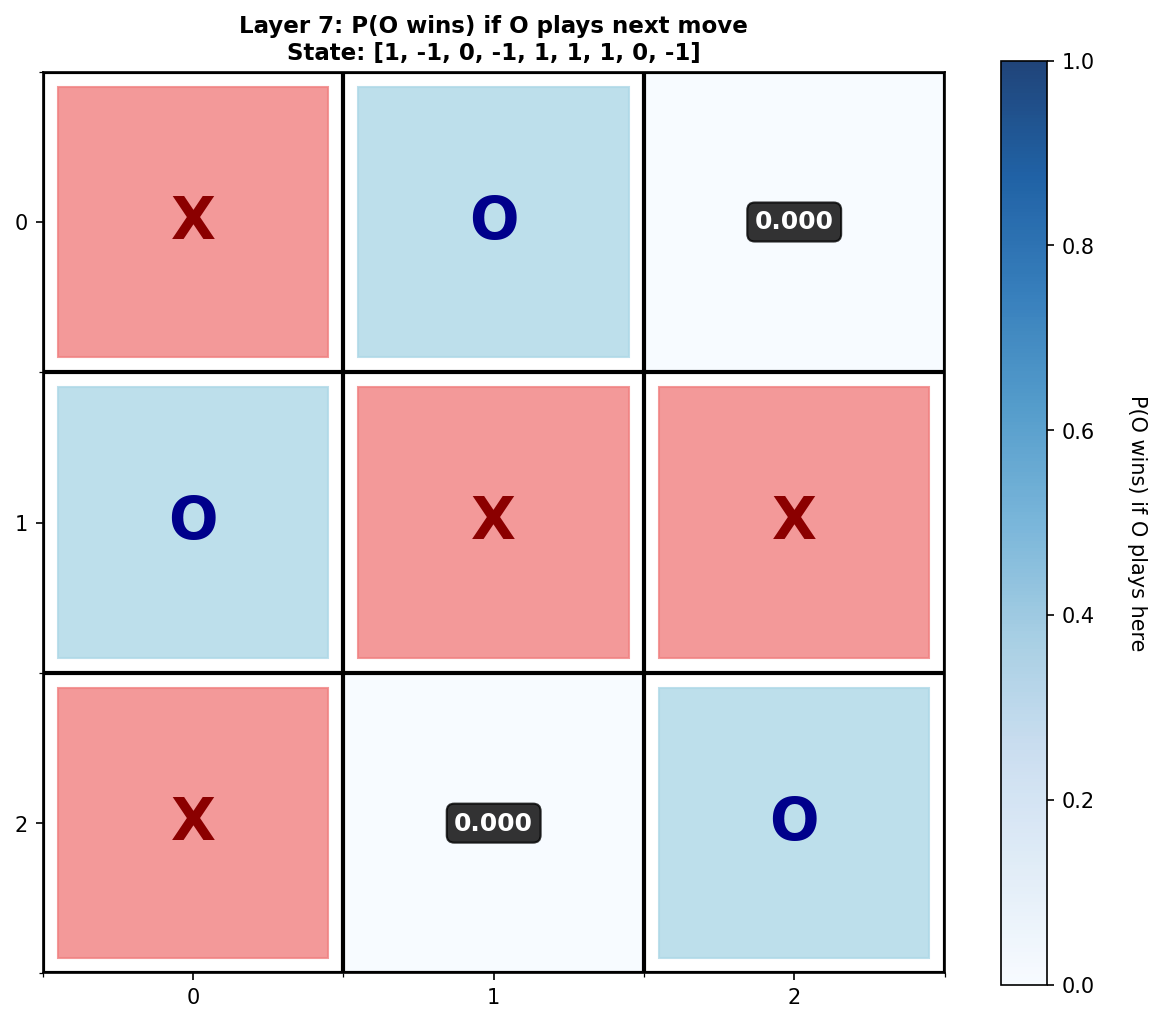 Layer 7: P(O wins) if O plays next move
State: [1, -1, 0, -1, 1, 1, 1, 0, -1]
X O 0.000
O X X
X 0.000 O
0
1
2
0 1 2
1.0
0.8
0.6
0.4
0.2
0.0
P(O wins) if O plays here